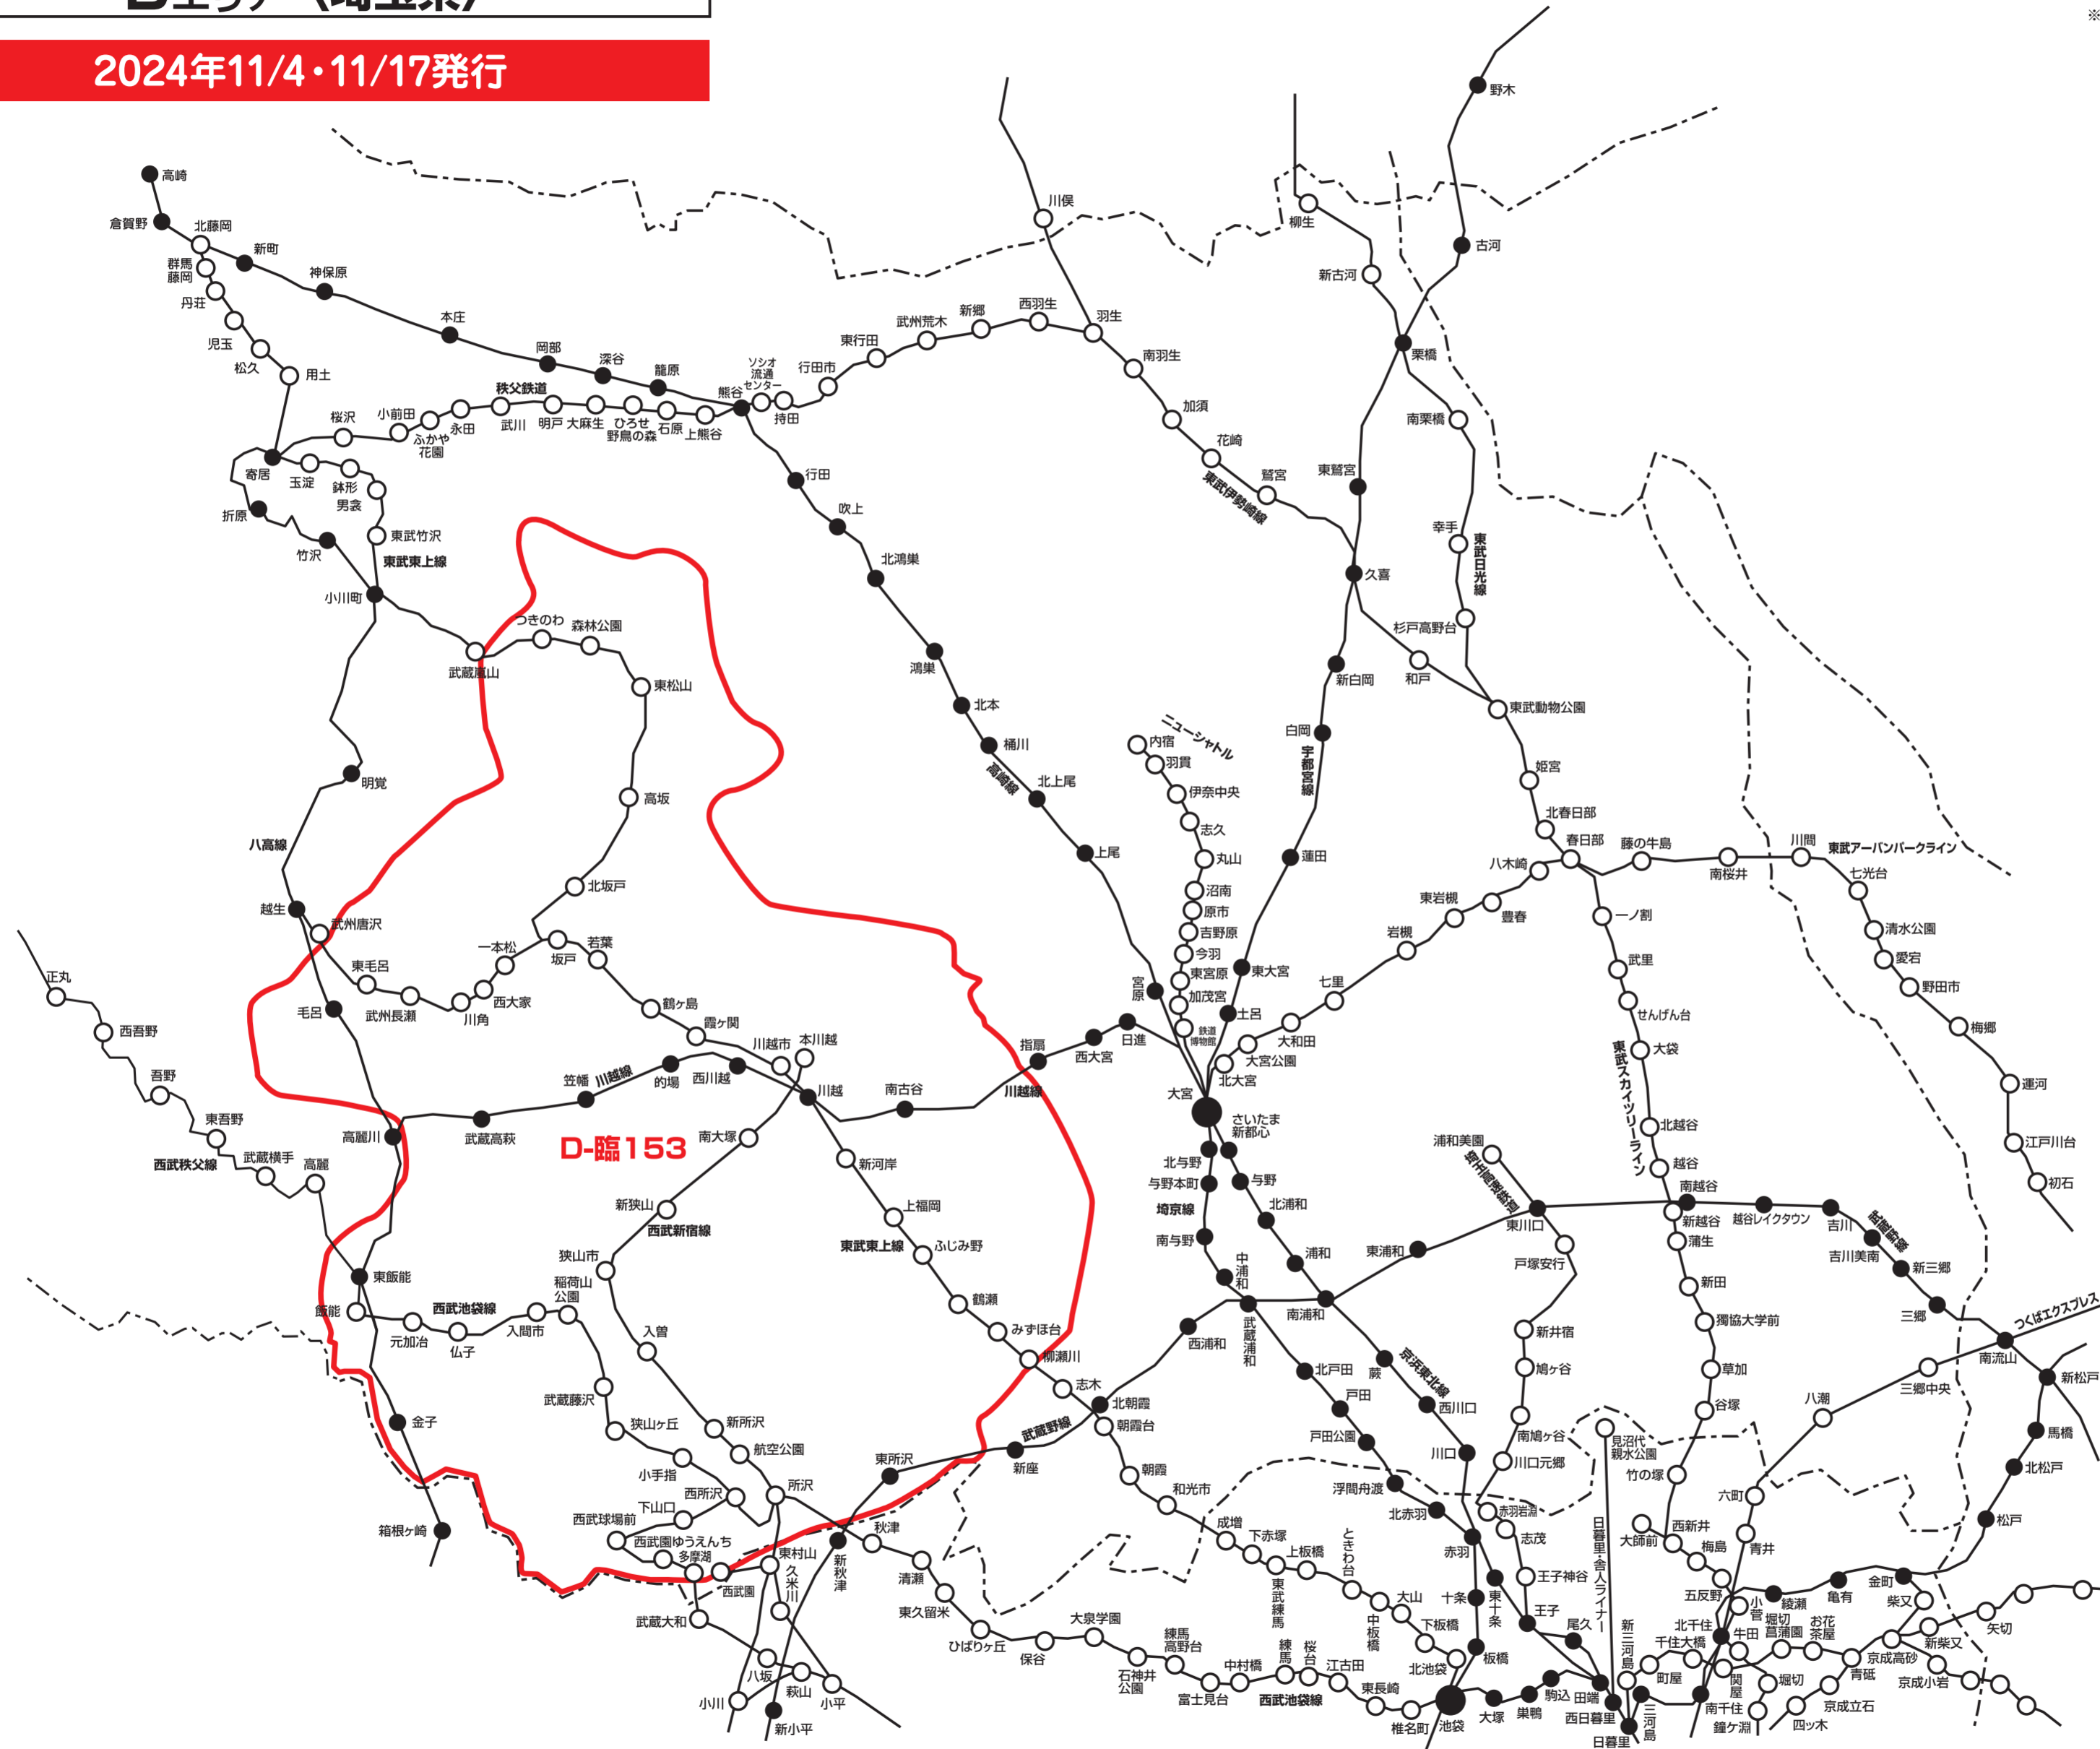 Dエリア〈埼玉県〉
※
2024年11/4・11/17発行
野木
高崎
倉賀野
北藤岡
新町
群馬
藤岡
神保原
丹荘
児玉
松久
用土
本庄
岡部
深谷
籠原
熊谷
ソシオ
流通
センター
持田
行田市
東行田
武州荒木
新郷
西羽生
羽生
川俣
柳生
新古河
古河
栗橋
南羽生
加須
花崎
鷲宮
東武伊勢崎線
南栗橋
東鷲宮
幸手
東武日光線
久喜
杉戸高野台
和戸
新白岡
東武動物公園
白岡
宇都宮線
姫宮
北春日部
春日部
藤の牛島
南桜井
川間
東武アーバンパークライン
七光台
清水公園
愛宕
野田市
梅郷
運河
江戸川台
初石
秩父鉄道
桜沢
小前田
ふかや
花園
永田
武川
明戸
大麻生
ひろせ
野鳥の森
石原
上熊谷
寄居
玉淀
鉢形
男衾
折原
竹沢
東武竹沢
東武東上線
小川町
行田
吹上
北鴻巣
鴻巣
北本
桶川
高崎線
北上尾
上尾
宮原
つきのわ
森林公園
武蔵嵐山
東松山
高坂
北坂戸
明覚
八高線
越生
武州唐沢
東毛呂
武州長瀬
川角
西大家
一本松
坂戸
若葉
鶴ヶ島
霞ヶ関
川越市
本川越
毛呂
ニューシャトル
内宿
羽貫
伊奈中央
志久
丸山
沼南
原市
吉野原
今羽
東宮原
加茂宮
鉄道
博物館
蓮田
東大宮
土呂
八木崎
豊春
東岩槻
岩槻
七里
大和田
大宮公園
北大宮
大宮
一ノ割
武里
せんげん台
大袋
東武スカイツリーライン
北越谷
越谷
正丸
西吾野
吾野
東吾野
西武秩父線
武蔵横手
高麗
高麗川
武蔵高萩
笠幡
川越線
的場
西川越
川越
南古谷
川越線
指扇
西大宮
日進
D-臨153
南大塚
新狭山
西武新宿線
狭山市
稲荷山
公園
入間市
西武池袋線
東飯能
飯能
元加治
仏子
入曽
武蔵藤沢
狭山ヶ丘
新所沢
航空公園
小手指
所沢
西所沢
下山口
西武球場前
西武園ゆうえんち
多摩湖
西武園
武蔵大和
金子
箱根ヶ崎
新河岸
上福岡
東武東上線
ふじみ野
鶴瀬
みずほ台
柳瀬川
志木
北朝霞
朝霞台
朝霞
和光市
東所沢
新座
武蔵野線
秋津
新秋津
東村山
久米川
八坂
萩山
小川
小平
新小平
清瀬
東久留米
ひばりヶ丘
保谷
大泉学園
石神井
公園
練馬
高野台
富士見台
中村橋
練馬
桜台
西武池袋線
江古田
東長崎
椎名町
池袋
さいたま
新都心
北与野
与野本町
与野
埼京線
北浦和
南与野
中浦和
浦和
南浦和
武蔵浦和
西浦和
東浦和
浦和美園
埼玉高速鉄道
東川口
戸塚安行
新井宿
鳩ヶ谷
南鳩ヶ谷
川口元郷
赤羽岩淵
志茂
王子神谷
王子
北戸田
戸田
戸田公園
浮間舟渡
北赤羽
赤羽
蕨
京浜東北線
西川口
川口
十条
東十条
板橋
尾久
成増
下赤塚
東武練馬
上板橋
ときわ台
中板橋
大山
下板橋
北池袋
大塚
巣鴨
駒込
田端
西日暮里
日暮里
三河島
新三河島
日暮里・舎人ライナー
見沼代
親水公園
南越谷
新越谷
蒲生
新田
獨協大学前
草加
谷塚
竹の塚
西新井
大師前
梅島
五反野
小菅
北千住
牛田
千住大橋
町屋
関屋
南千住
堀切
鐘ケ淵
堀切
菖蒲園
お花
茶屋
青砥
京成立石
四ツ木
京成高砂
京成小岩
新柴又
柴又
金町
亀有
綾瀬
矢切
越谷レイクタウン
吉川
吉川美南
武蔵野線
新三郷
三郷
つくばエクスプレス
南流山
三郷中央
八潮
六町
青井
新松戸
馬橋
北松戸
松戸